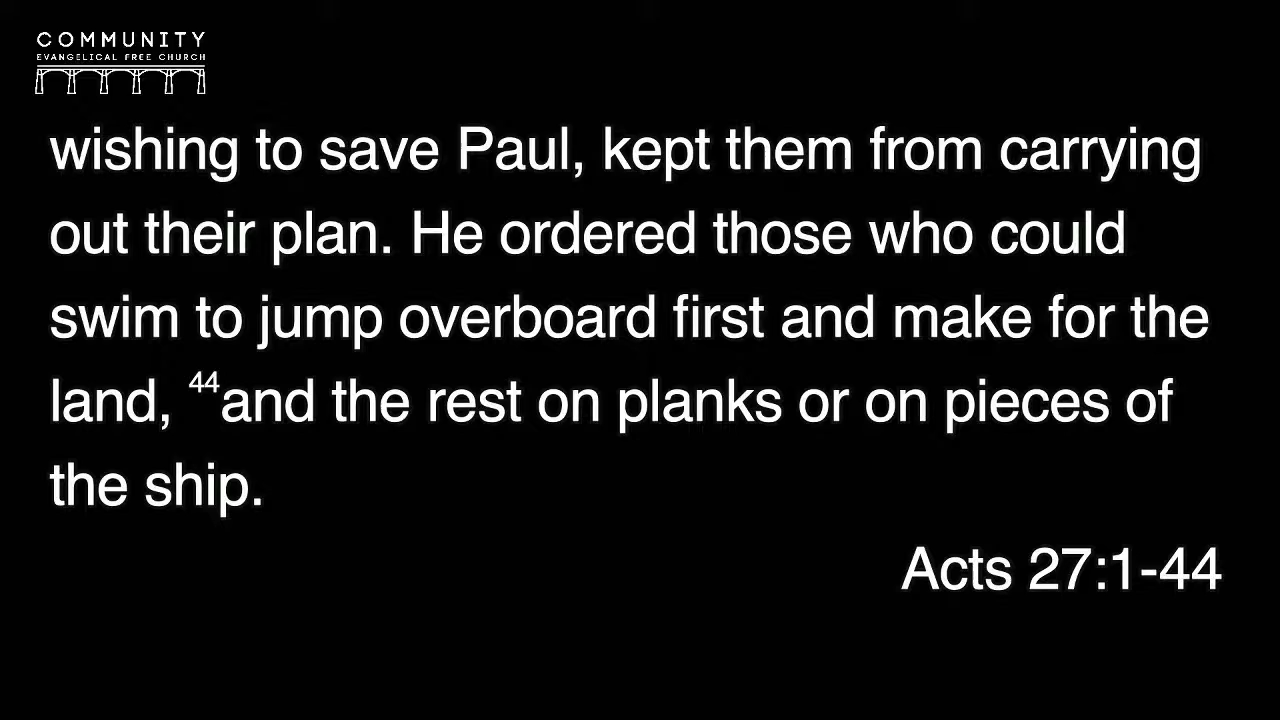 COMMUNITY
EVANGELICAL FREE CHURCH
wishing to save Paul, kept them from carrying
out their plan. He ordered those who could
swim to jump overboard first and make for the
land, 44and the rest on planks or on pieces of
the ship.
Acts 27:1-44